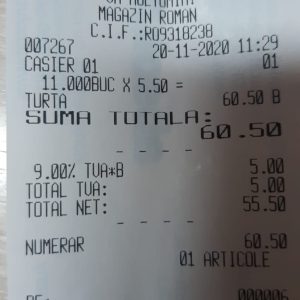 MAGAZIN ROMAN
C.I.F.:RO9318238
007267 20-11-2020 11:29
CASIER 01 01
11.000BUC X 5.50 =
TURTA 60.50 B
SUMA TOTALA:
60.50
- - - -
9.00% TVA*B 5.00
TOTAL TVA: 5.00
TOTAL NET: 55.50
- - - -
NUMERAR 60.50
01 ARTICOLE
- - - -
000006